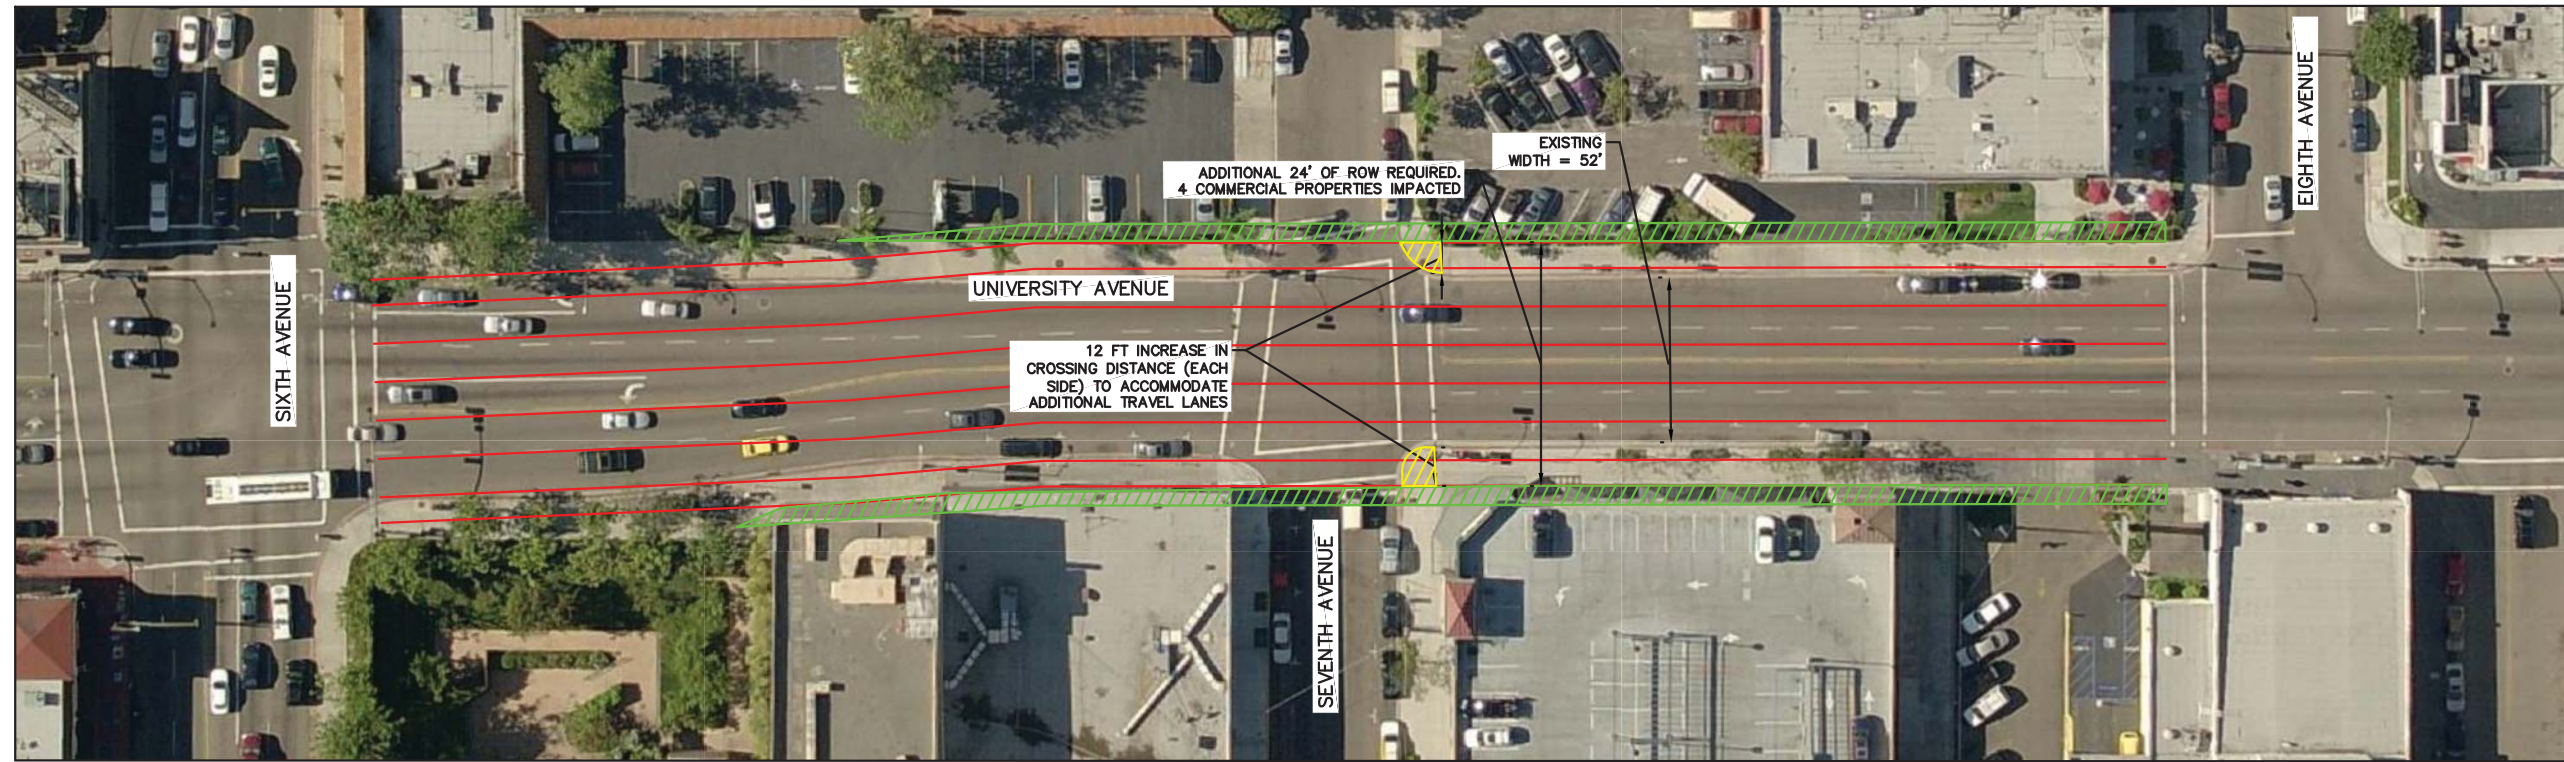 EXISTING
WIDTH = 52'
ADDITIONAL 24' OF ROW REQUIRED.
4 COMMERCIAL PROPERTIES IMPACTED
EIGHTH AVENUE
UNIVERSITY AVENUE
SIXTH AVENUE
12 FT INCREASE IN
CROSSING DISTANCE (EACH
SIDE) TO ACCOMMODATE
ADDITIONAL TRAVEL LANES
SEVENTH AVENUE